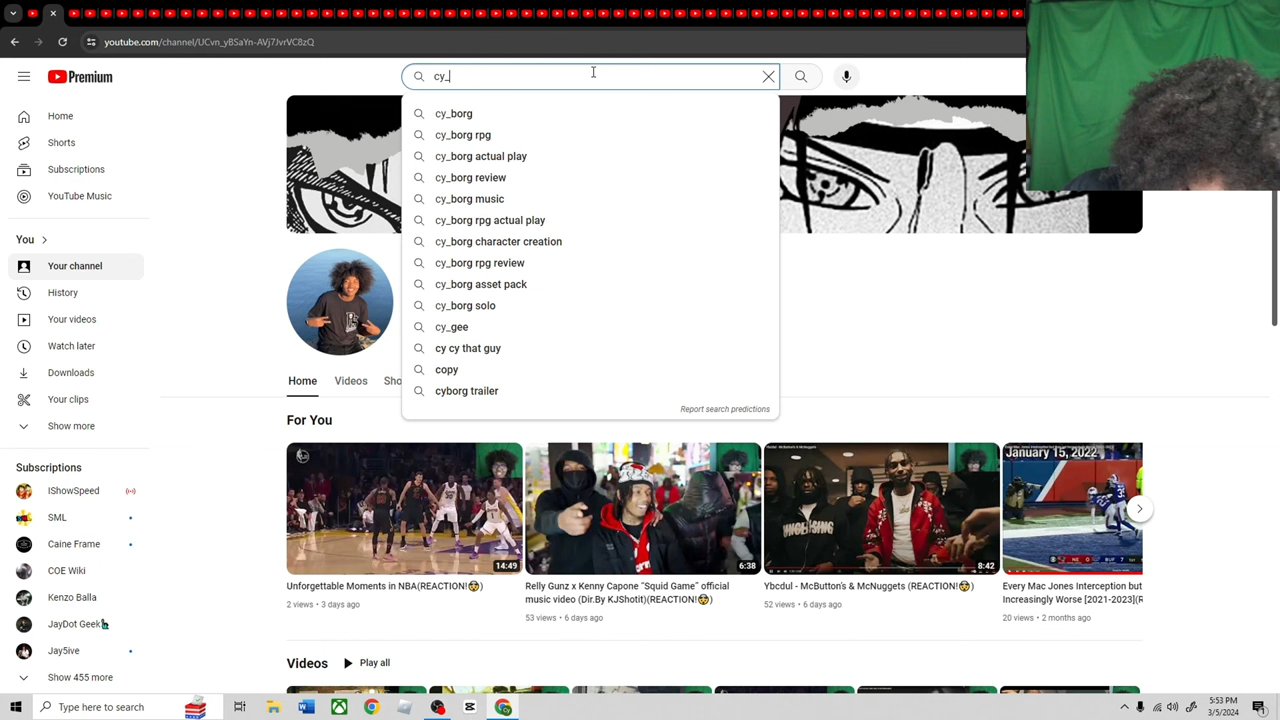 youtube.com/channel/UCvn_yBSaYn-AVj7JvrVC8zQ
Premium
cy_
cy_borg
cy_borg rpg
cy_borg actual play
cy_borg review
cy_borg music
cy_borg rpg actual play
cy_borg character creation
cy_borg rpg review
cy_borg asset pack
cy_borg solo
cy_gee
cy cy that guy
copy
cyborg trailer
Report search predictions
Home
Shorts
Subscriptions
YouTube Music
You
Your channel
History
Your videos
Watch later
Downloads
Your clips
Show more
Subscriptions
IShowSpeed
SML
Caine Frame
COE Wiki
Kenzo Balla
JayDot Geek
Jay5ive
Show 455 more
Home Videos Sho
For You
14:49
6:38
8:42
January 15, 2022
Unforgettable Moments in NBA(REACTION!)
2 views • 3 days ago
Relly Gunz x Kenny Capone "Squid Game" official
music video (Dir.By KJShotit)(REACTION!)
53 views • 6 days ago
Ybcdul - McButton's & McNuggets (REACTION!)
52 views • 6 days ago
Every Mac Jones Interception but
Increasingly Worse [2021-2023](R
20 views • 2 months ago
Videos Play all
Type here to search
5:53 PM
3/5/2024